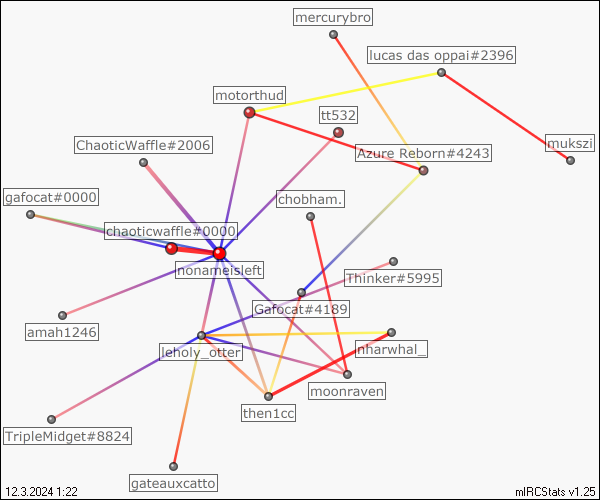 mercurybro
lucas das oppai#2396
motorthud
tt532
ChaoticWaffle#2006
Azure Reborn#4243
mukszi
gafocat#0000
chobham.
chaoticwaffle#0000
nonameisleft
Thinker#5995
Gafocat#4189
amah1246
leholy_otter
nharwhal_
moonraven
then1cc
TripleMidget#8824
gateauxcatto
12.3.2024 1:22
mIRCStats v1.25